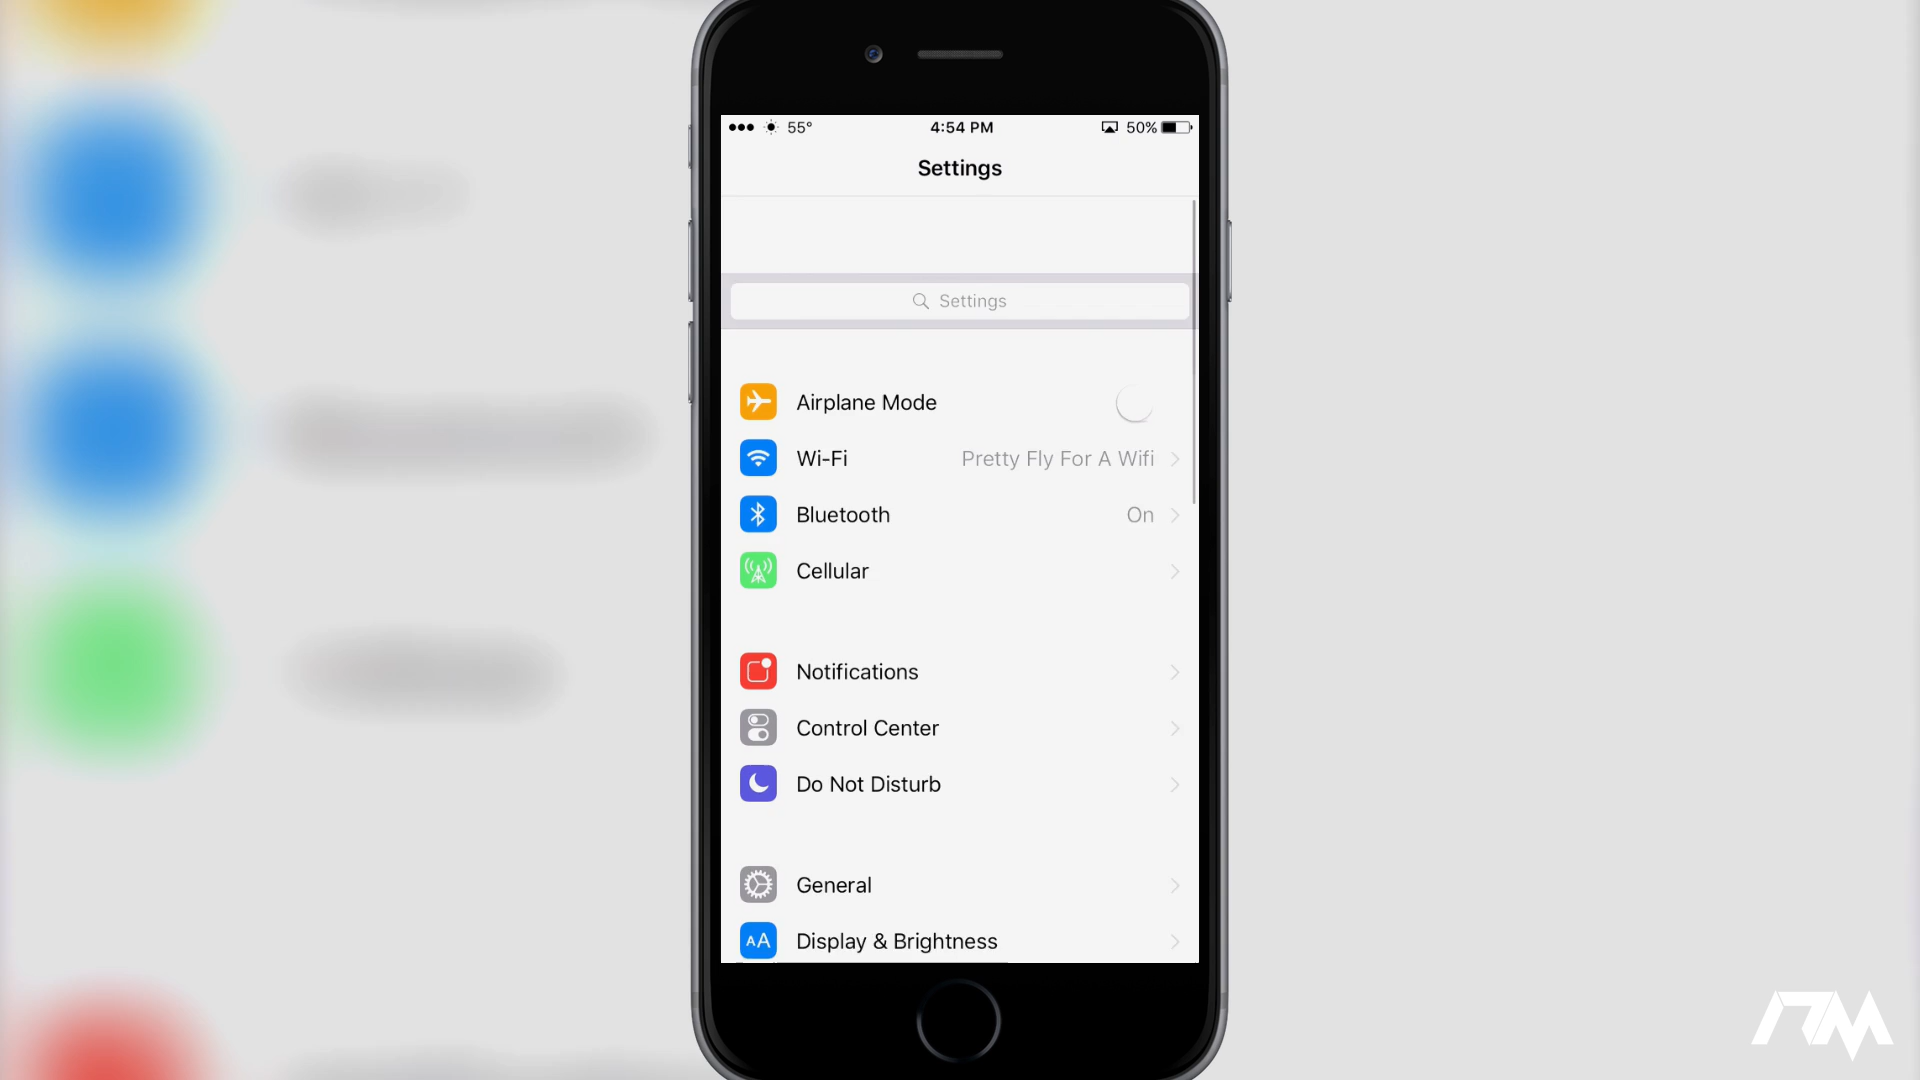 55° 4:54 PM 50%
Settings
Settings
Airplane Mode
Wi-Fi Pretty Fly For A Wifi
Bluetooth On
Cellular
Notifications
Control Center
Do Not Disturb
General
AA Display & Brightness